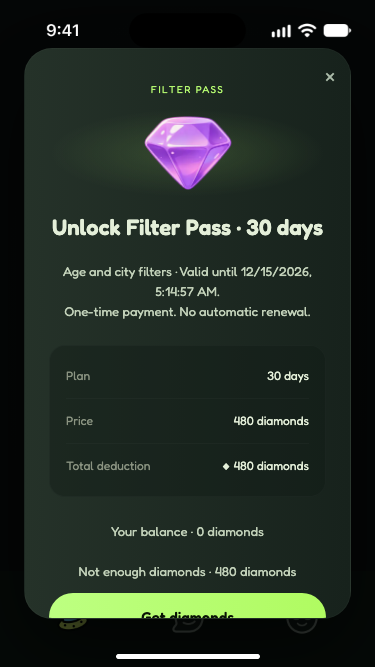 9:41
×
FILTER PASS
Unlock Filter Pass · 30 days
Age and city filters · Valid until 12/15/2026,
5:14:57 AM.
One-time payment. No automatic renewal.
Plan 30 days
Price 480 diamonds
Total deduction ◆ 480 diamonds
Your balance · 0 diamonds
Not enough diamonds · 480 diamonds
Get diamonds